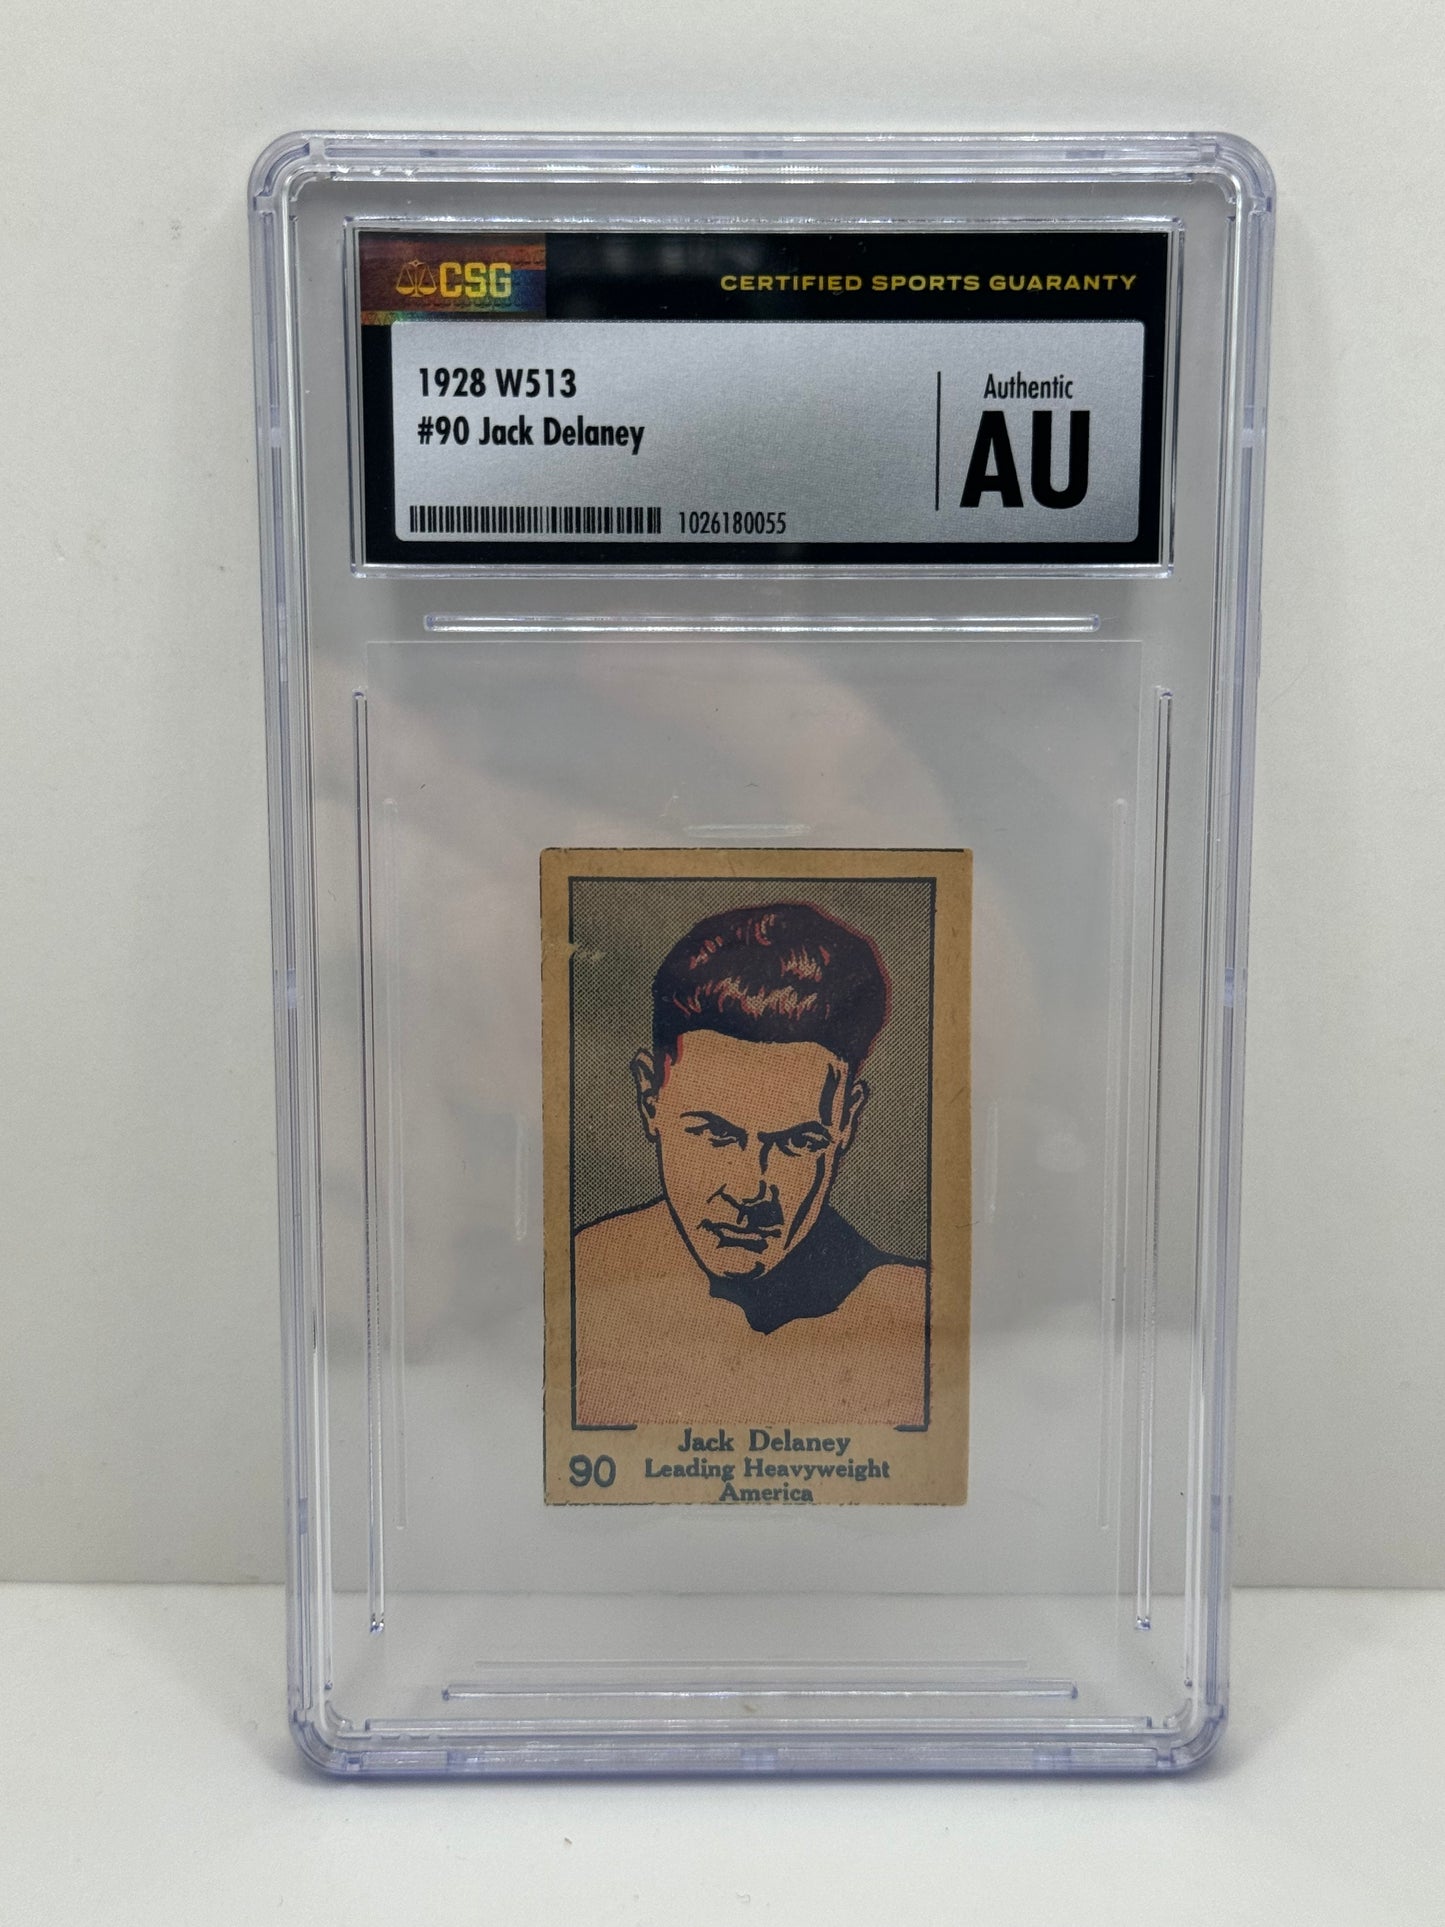 CSG
CERTIFIED SPORTS GUARANTY
1928 W513
#90 Jack Delaney
Authentic
AU
1026180055
Jack Delaney
90 Leading Heavyweight
America